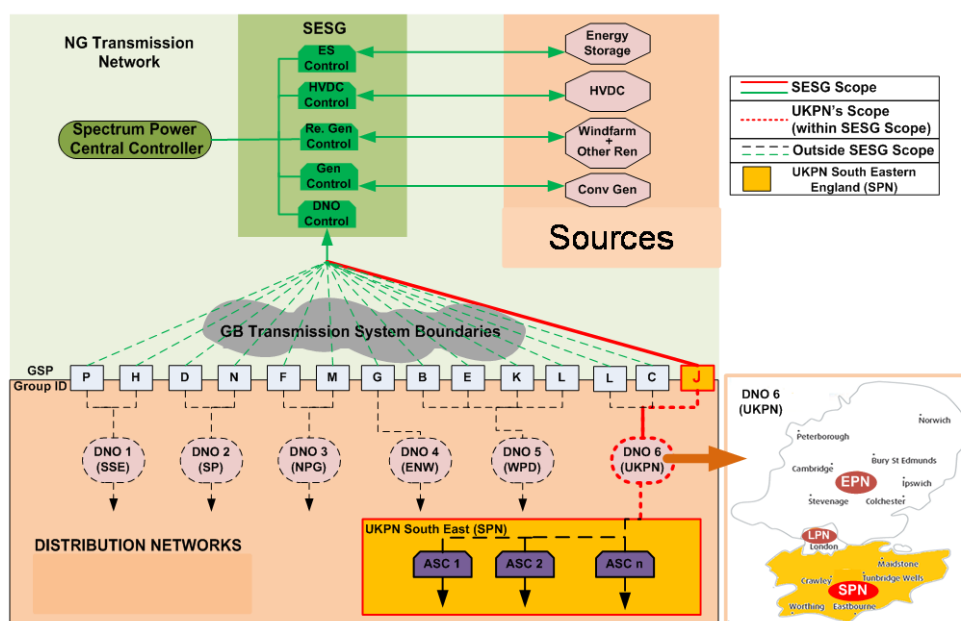 NG Transmission
Network
SESG
ES
Control
HVDC
Control
Re. Gen
Control
Gen
Control
DNO
Control
Spectrum Power
Central Controller
Energy
Storage
HVDC
Windfarm
+
Other Ren
Conv Gen
Sources
SESG Scope
UKPN's Scope
(within SESG Scope)
Outside SESG Scope
UKPN South Eastern
England (SPN)
GB Transmission System Boundaries
GSP
Group ID
P H D N F M G B E K L L C J
DNO 1
(SSE)
DNO 2
(SP)
DNO 3
(NPG)
DNO 4
(ENW)
DNO 5
(WPD)
DNO 6
(UKPN)
DISTRIBUTION NETWORKS
UKPN South East (SPN)
ASC 1
ASC 2
ASC n
DNO 6
(UKPN)
Norwich
Peterborough
Cambridge
Bury St Edmunds
EPN
Ipswich
Stevenage
Colchester
LPN
London
Maidstone
Crawley
Tunbridge Wells
SPN
Worthing
Eastbourne